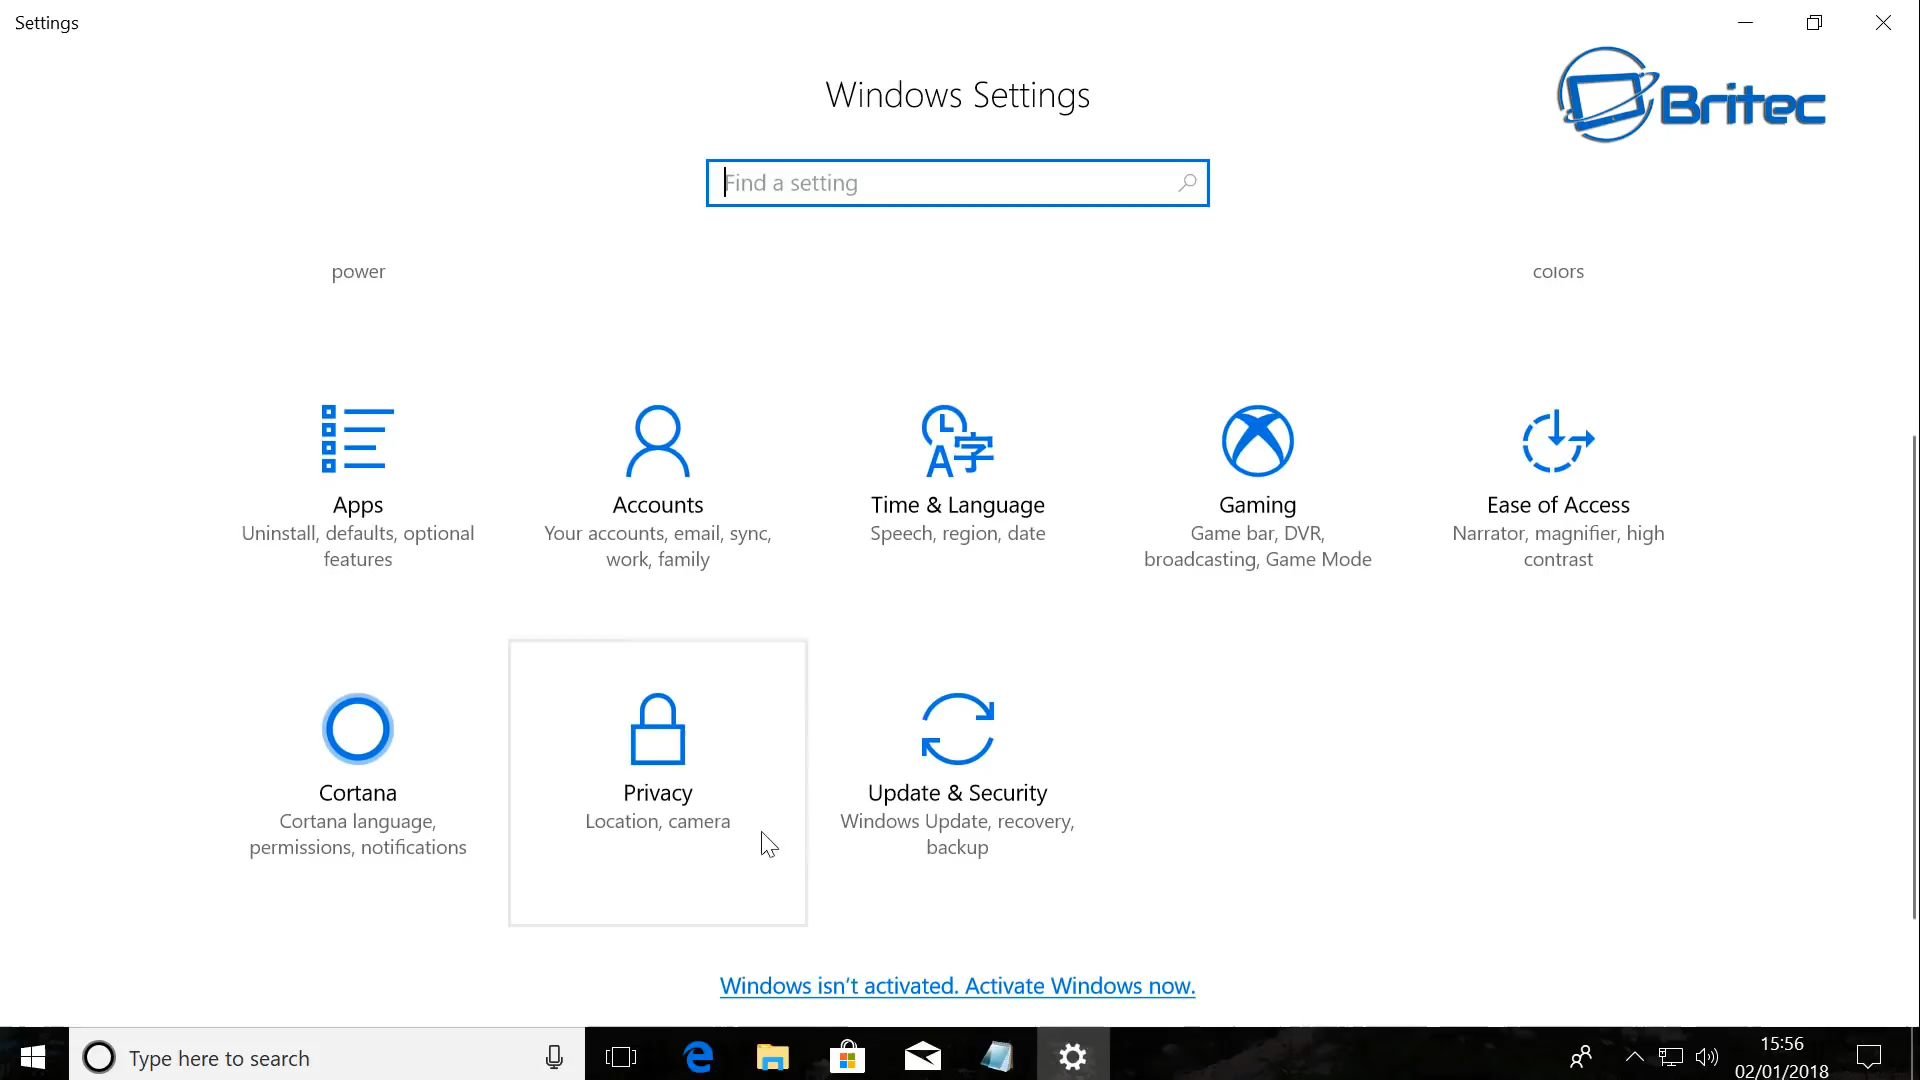 Settings
Windows Settings
Britec
Find a setting
power
colors
字
A
Apps
Uninstall, defaults, optional
features
Accounts
Your accounts, email, sync,
work, family
Time & Language
Speech, region, date
Gaming
Game bar, DVR,
broadcasting, Game Mode
Ease of Access
Narrator, magnifier, high
contrast
Cortana
Cortana language,
permissions, notifications
Privacy
Location, camera
Update & Security
Windows Update, recovery,
backup
Windows isn't activated. Activate Windows now.
Type here to search
15:56
02/01/2018